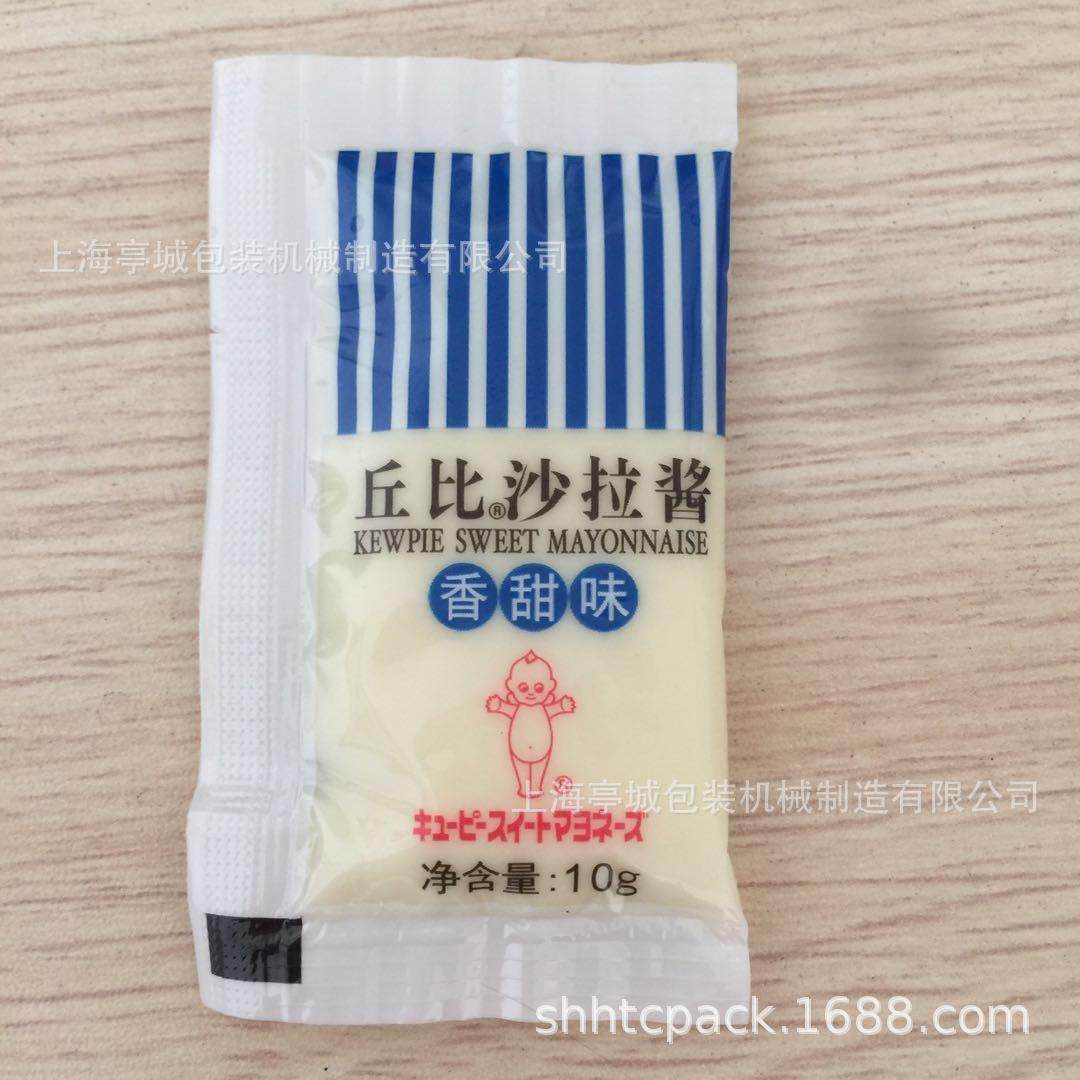 上海亭城包装机械制造有限公司
丘比®沙拉酱
KEWPIE SWEET MAYONNAISE
香甜味
®
上海亭城包装机械制造有限公司
キューピースイートマヨネーズ
净含量:10g
shhtcpack.1688.com